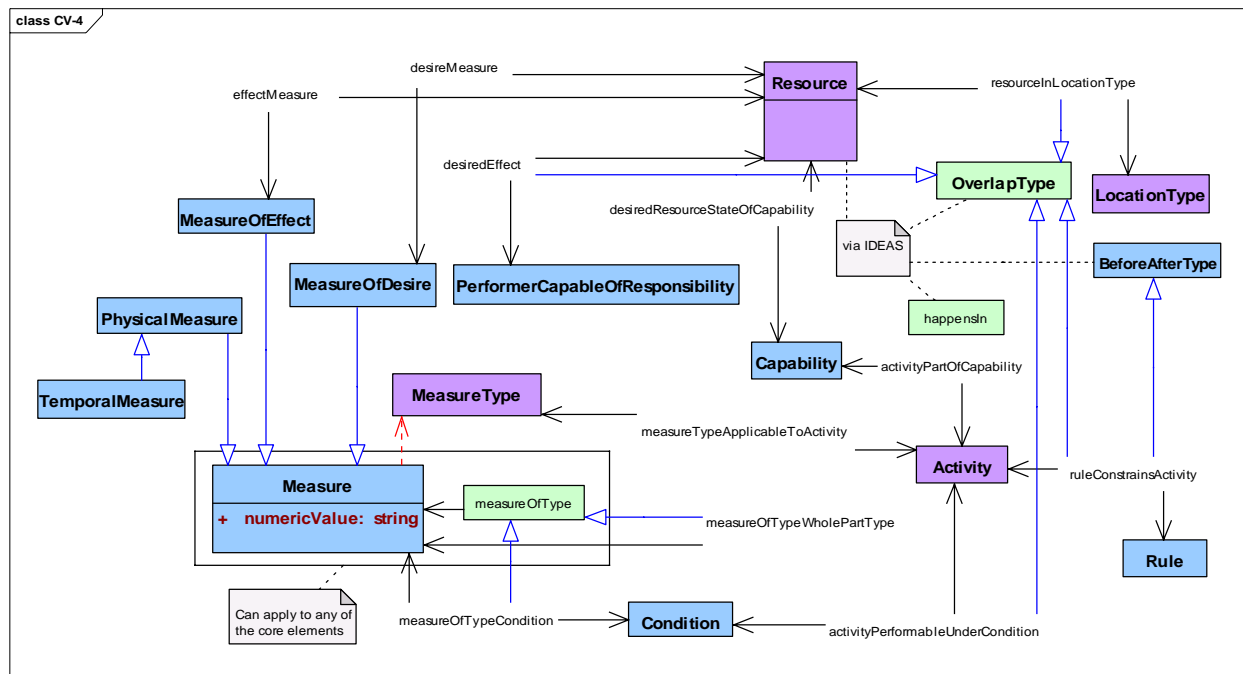 class CV-4
desireMeasure
Resource
resourceInLocationType
effectMeasure
desiredEffect
OverlapType
LocationType
MeasureOfEffect
desiredResourceStateOfCapability
via IDEAS
MeasureOfDesire
PerformerCapableOfResponsibility
BeforeAfterType
PhysicalMeasure
happensIn
Capability
activityPartOfCapability
TemporalMeasure
MeasureType
measureTypeApplicableToActivity
Activity
ruleConstrainsActivity
Measure
+ numericValue: string
measureOfType
measureOfTypeWholePartType
Rule
Can apply to any of
the core elements
measureOfTypeCondition
Condition
activityPerformableUnderCondition